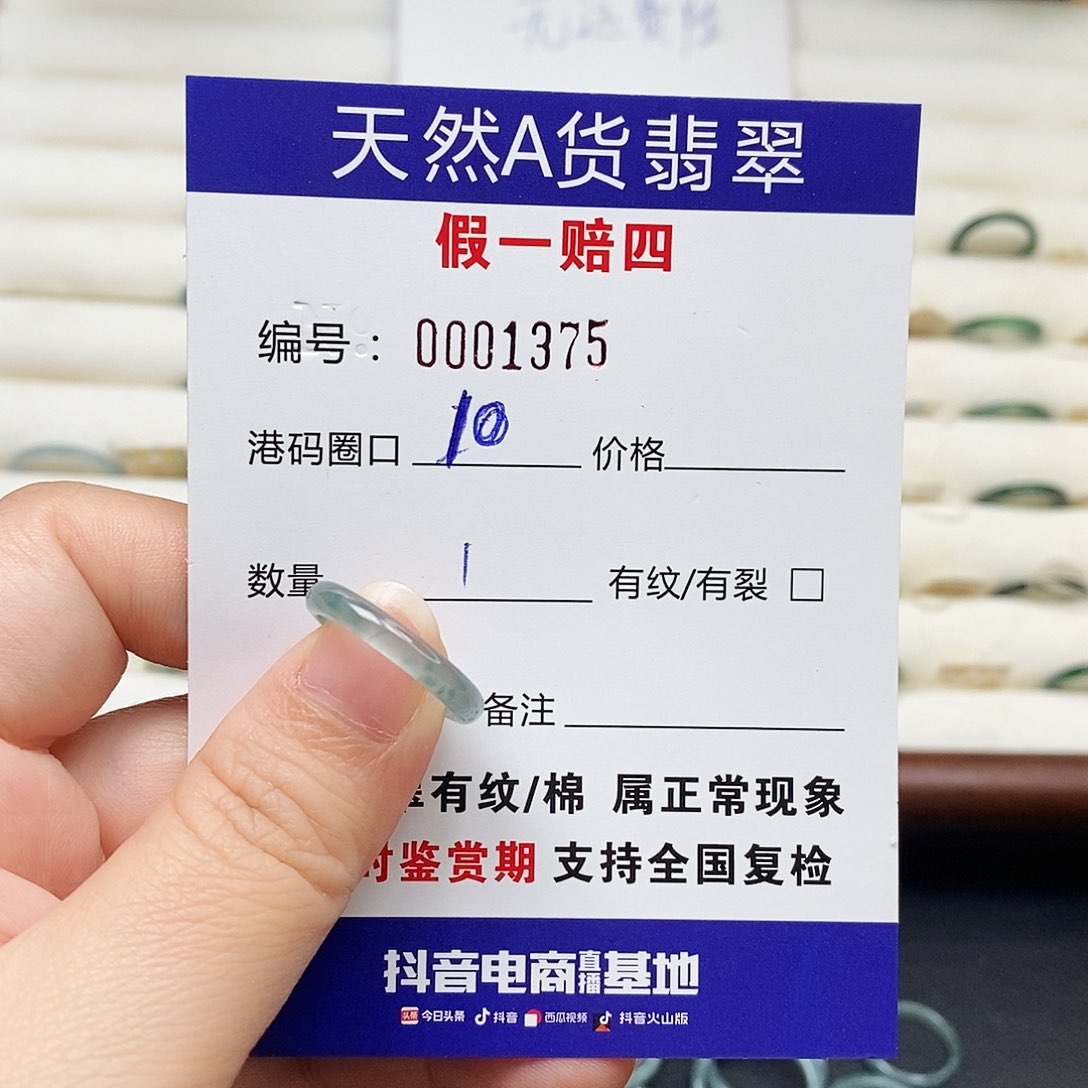 天然A货翡翠
假一赔四
编号：0001375
港码圈口 10 价格
数量 1 有纹/有裂 □
备注
有纹/棉 属正常现象
时鉴赏期 支持全国复检
抖音电商直播基地
头条 今日头条 抖音 西瓜视频 抖音火山版